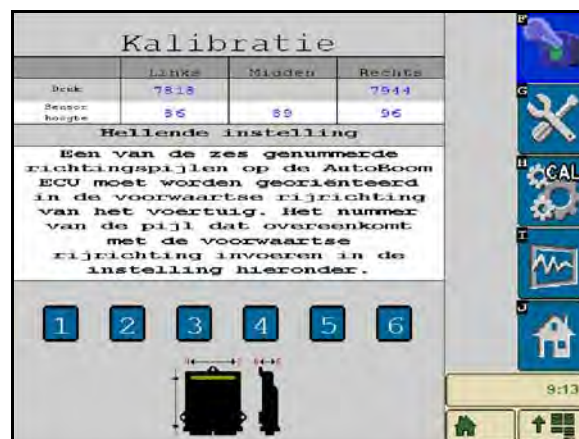 Kalibratie
Links Midden Rechts
Druk 7818 7944
Sensor
hoogte 86 89 96
Hellende instelling
Een van de zes genummerde
richtingspijlen op de AutoBoom
ECU moet worden georiënteerd
in de voorwaartse rijrichting
van het voertuig. Het nummer
van de pijl dat overeenkomt
met de voorwaartse
rijrichting invoeren in de
instelling hieronder.
1 2 3 4 5 6
F
G
H
CAL
I
J
9:13